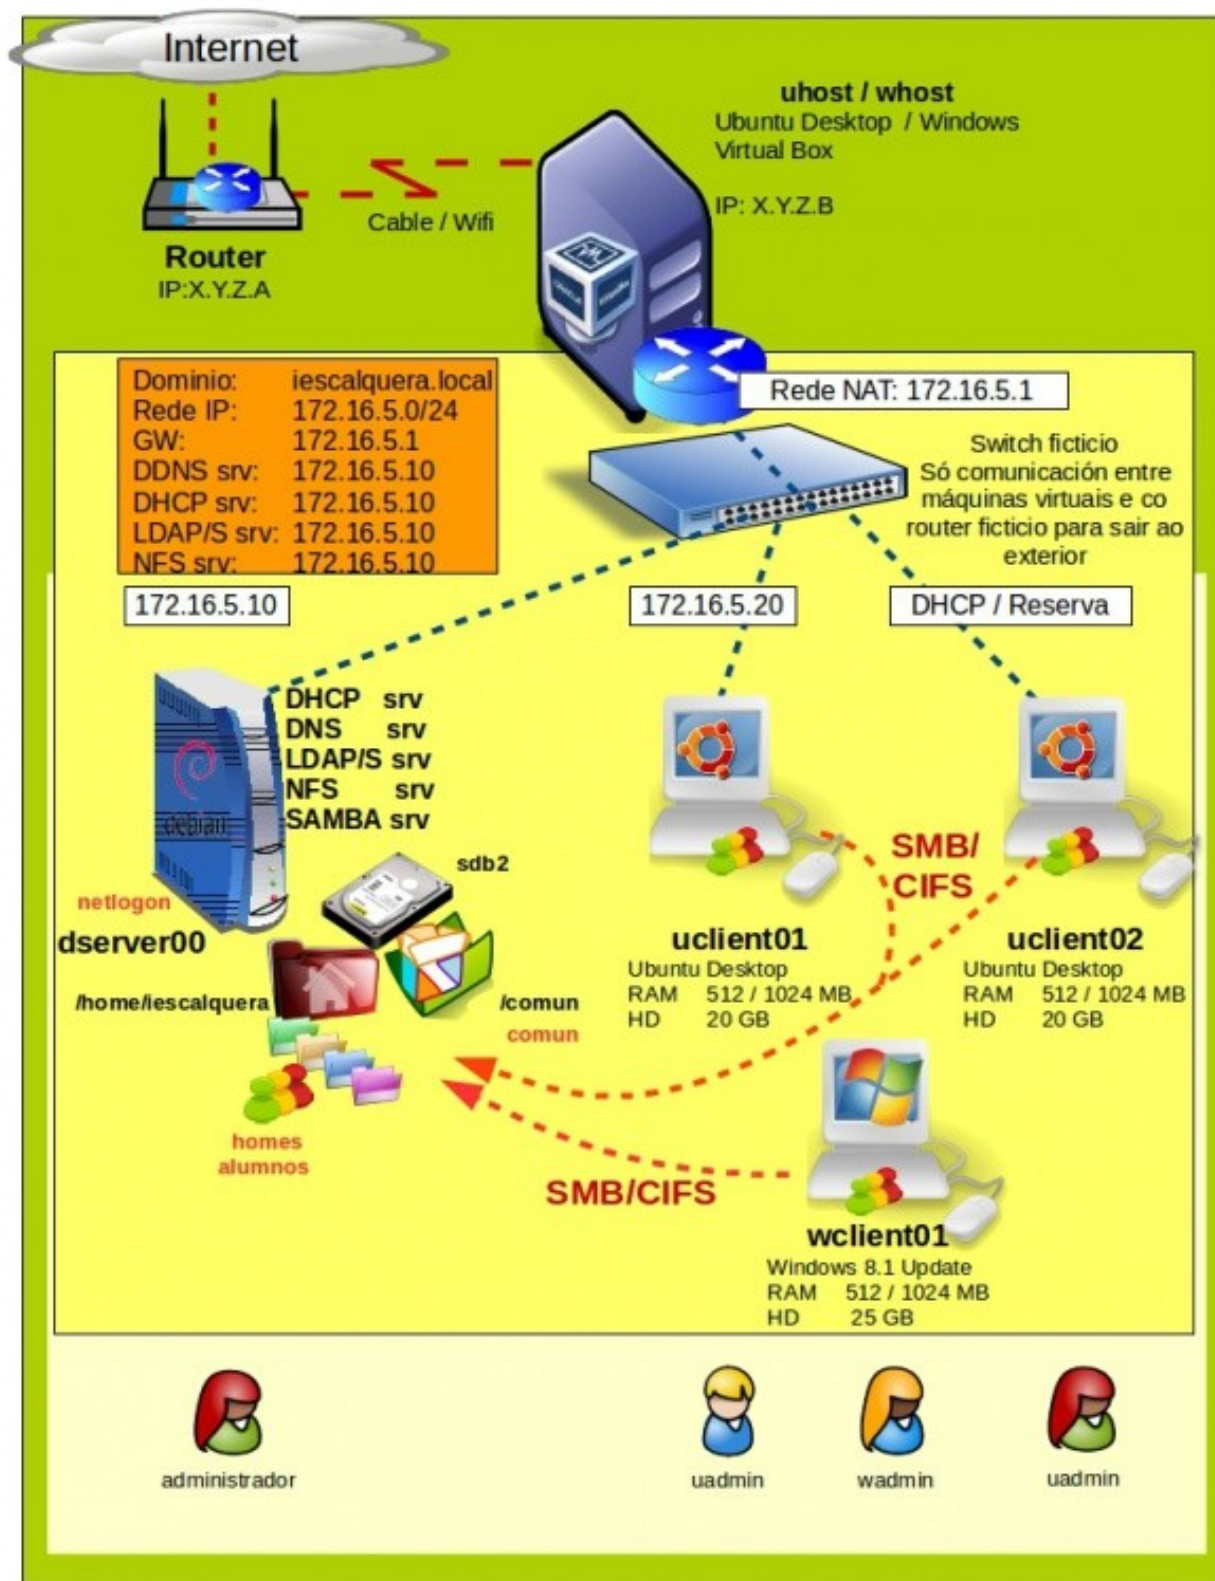 Internet
uhost / whost
Ubuntu Desktop / Windows
Virtual Box
IP: X.Y.Z.B
Cable / Wifi
Router
IP:X.Y.Z.A
Dominio: iescalquera.local
Rede IP: 172.16.5.0/24
GW: 172.16.5.1
DDNS srv: 172.16.5.10
DHCP srv: 172.16.5.10
LDAP/S srv: 172.16.5.10
NFS srv: 172.16.5.10
Rede NAT: 172.16.5.1
Switch ficticio
Só comunicación entre
máquinas virtuais e co
router ficticio para sair ao
exterior
172.16.5.10
172.16.5.20
DHCP / Reserva
DHCP srv
DNS srv
LDAP/S srv
NFS srv
SAMBA srv
debian
sdb2
netlogon
dserver00
/home/iescalquera
/comun
comun
homes
alumnos
SMB/
CIFS
uclient01
Ubuntu Desktop
RAM 512 / 1024 MB
HD 20 GB
uclient02
Ubuntu Desktop
RAM 512 / 1024 MB
HD 20 GB
SMB/CIFS
wclient01
Windows 8.1 Update
RAM 512 / 1024 MB
HD 25 GB
administrador
uadmin
wadmin
uadmin